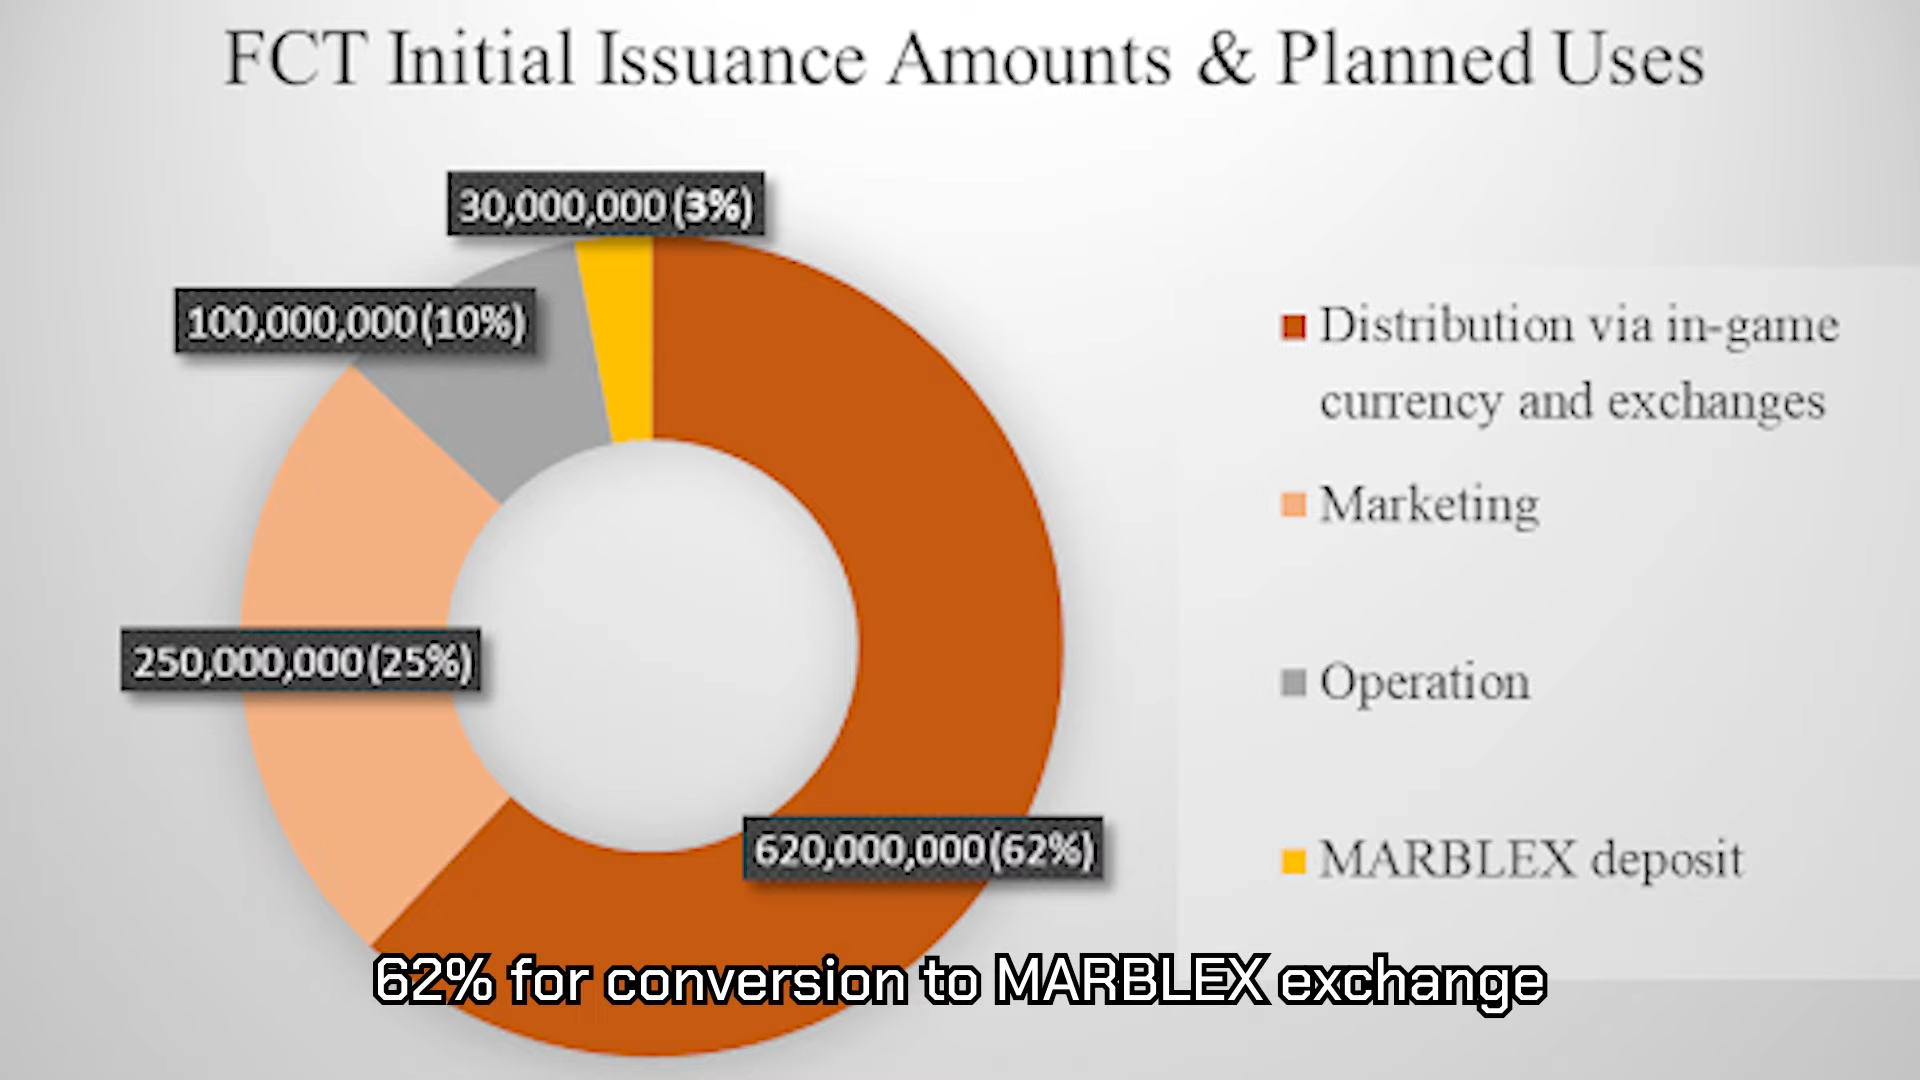 FCT Initial Issuance Amounts & Planned Uses
30,000,000 (3%)
100,000,000 (10%)
250,000,000 (25%)
620,000,000 (62%)
Distribution via in-game
currency and exchanges
Marketing
Operation
MARBLEX deposit
62% for conversion to MARBLEX exchange